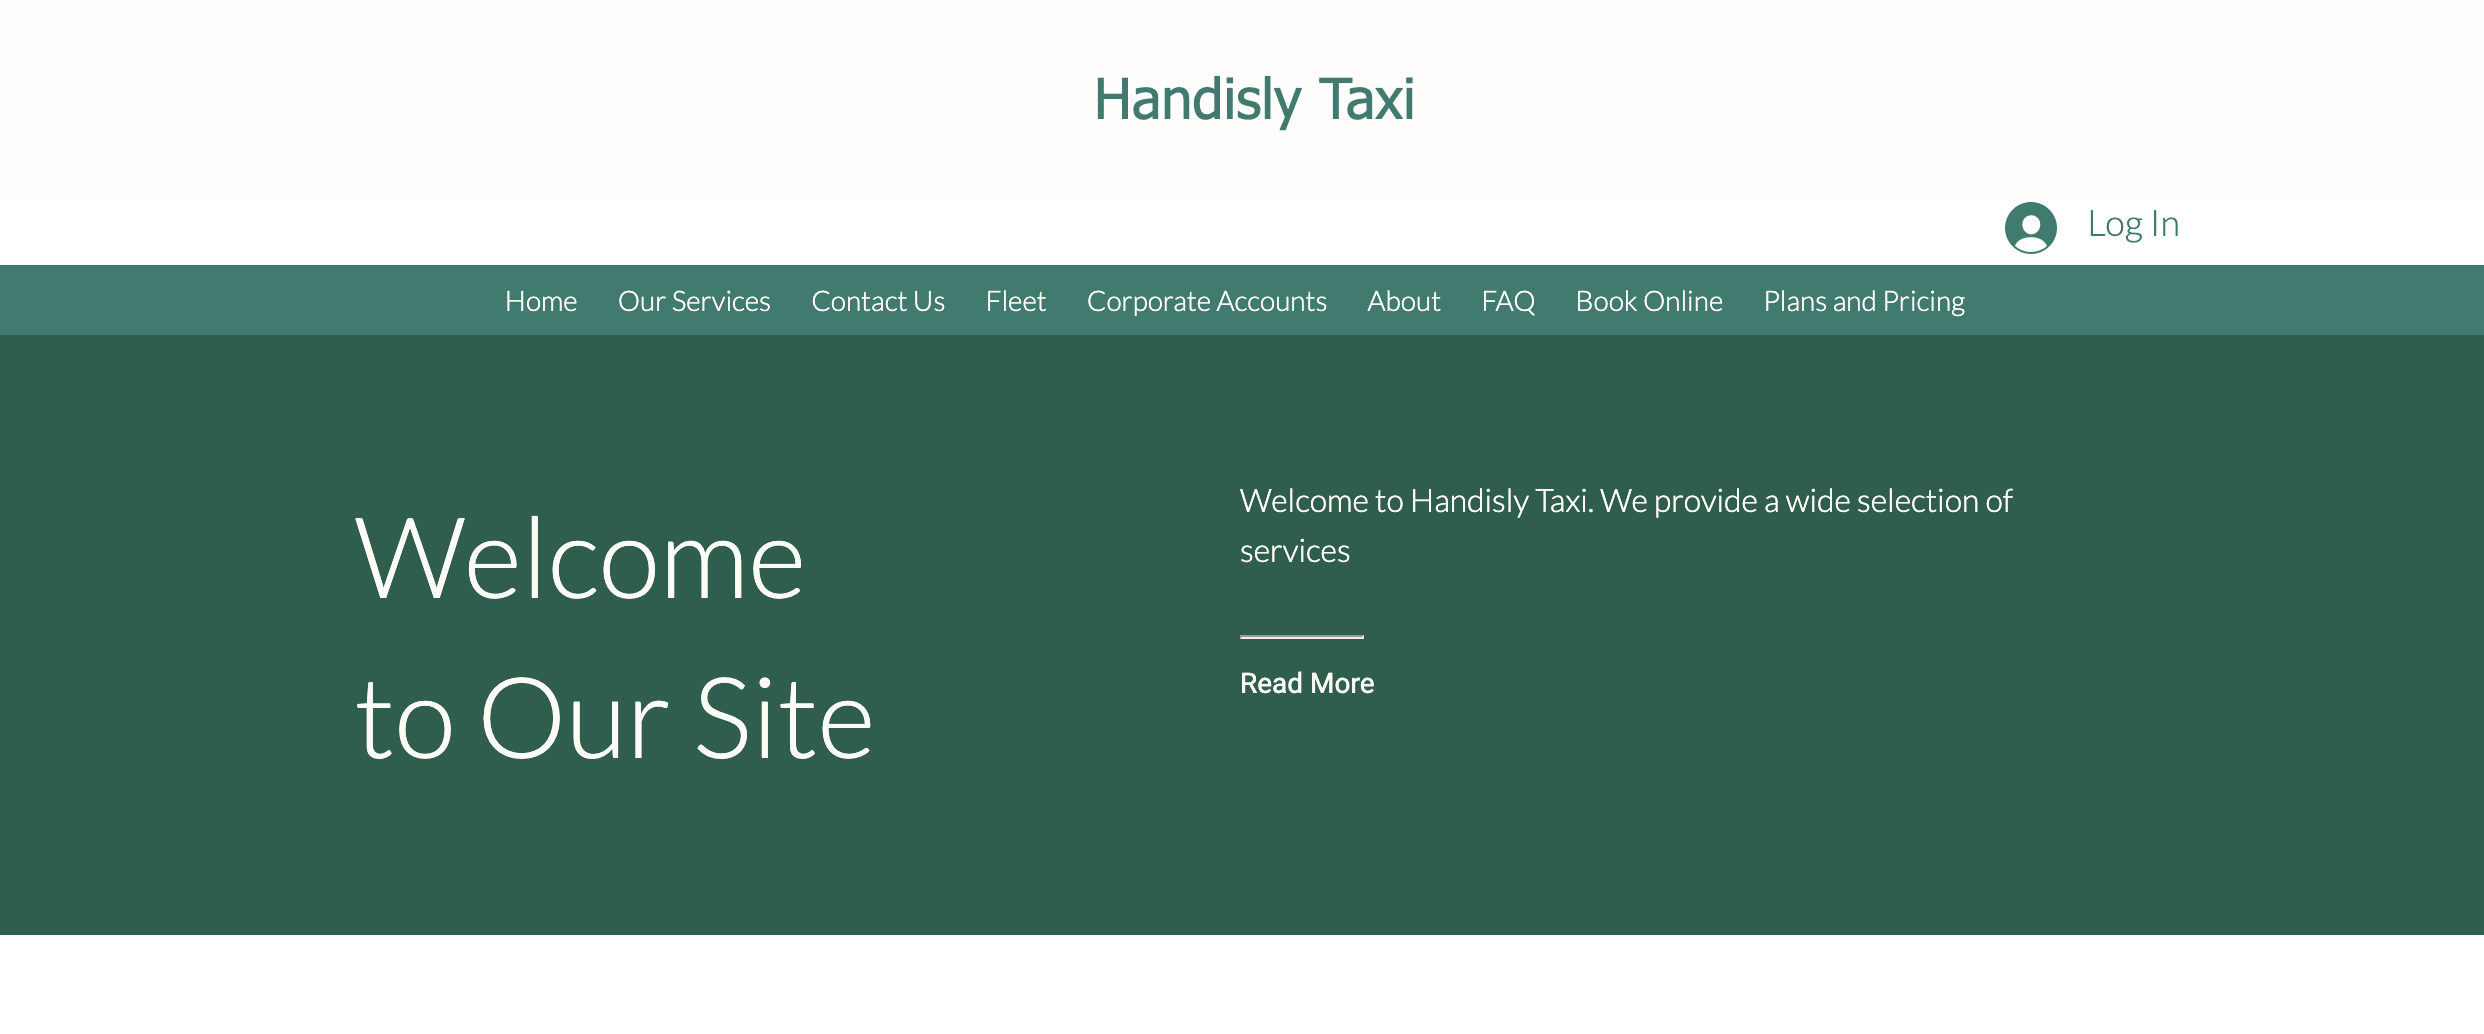 Handisly Taxi
Log In
Home Our Services Contact Us Fleet Corporate Accounts About FAQ Book Online Plans and Pricing
Welcome
to Our Site
Welcome to Handisly Taxi. We provide a wide selection of
services
Read More